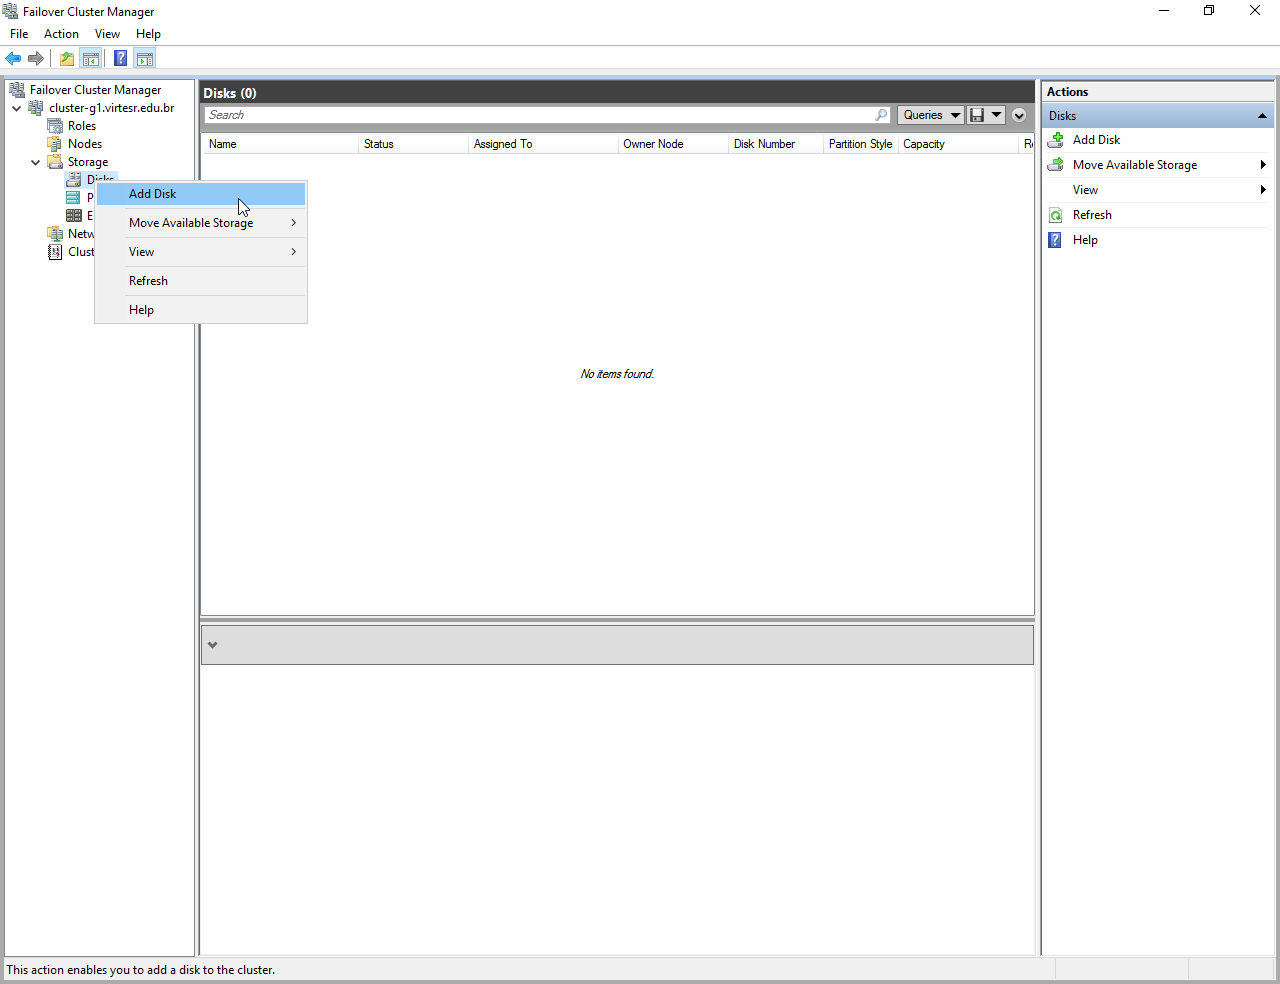 Failover Cluster Manager
File Action View Help
Failover Cluster Manager
cluster-g1.virtesr.edu.br
Roles
Nodes
Storage
Disks
P
E
Netw
Clust
Add Disk
Move Available Storage
View
Refresh
Help
Disks (0)
Search
Queries
Name Status Assigned To Owner Node Disk Number Partition Style Capacity Re
No items found.
Actions
Disks
Add Disk
Move Available Storage
View
Refresh
Help
This action enables you to add a disk to the cluster.